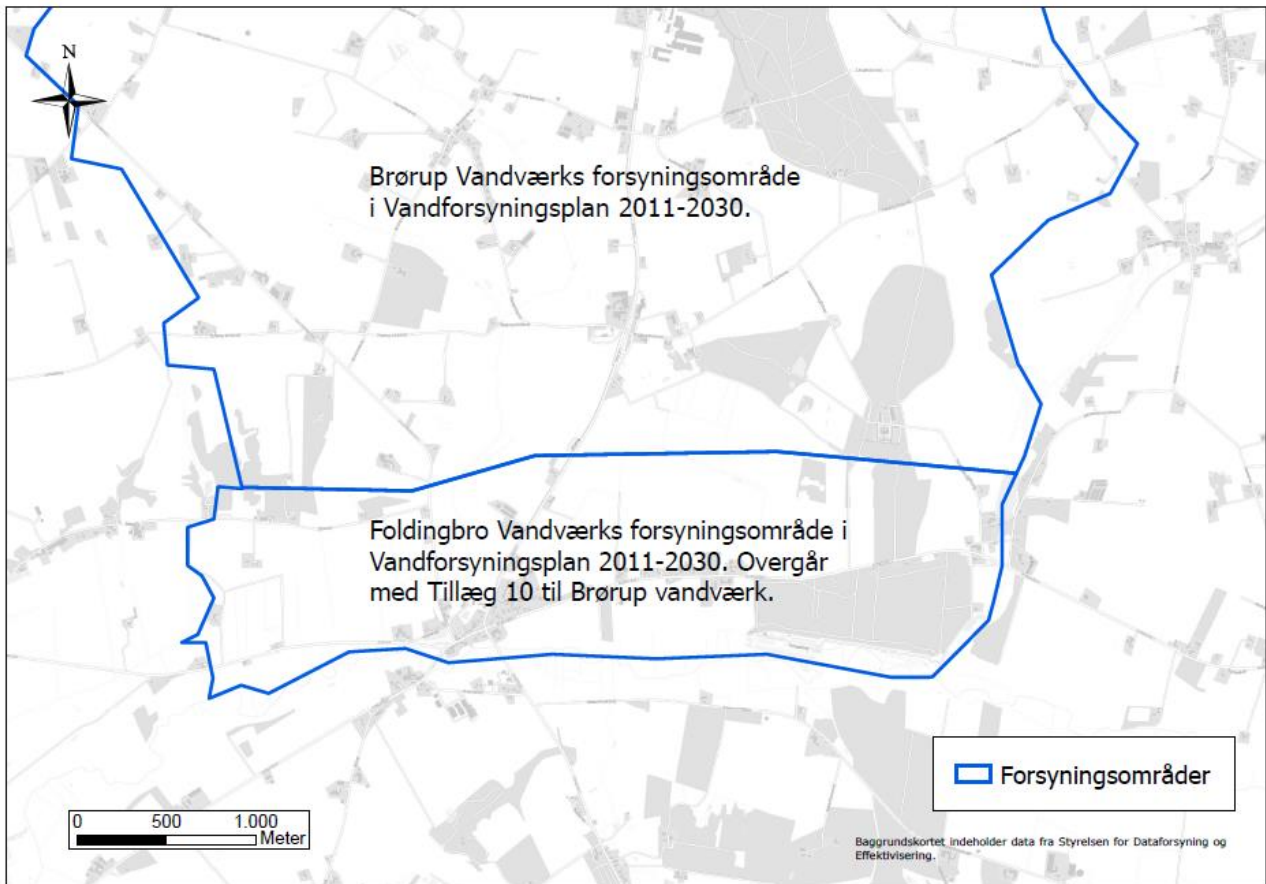 N
Brørup Vandværks forsyningsområde
i Vandforsyningsplan 2011-2030.
Foldingbro Vandværks forsyningsområde i
Vandforsyningsplan 2011-2030. Overgår
med Tillæg 10 til Brørup vandværk.
Forsyningsområder
0 500 1.000
Meter
Baggrundskortet indeholder data fra Styrelsen for Dataforsyning og
Effektivisering.